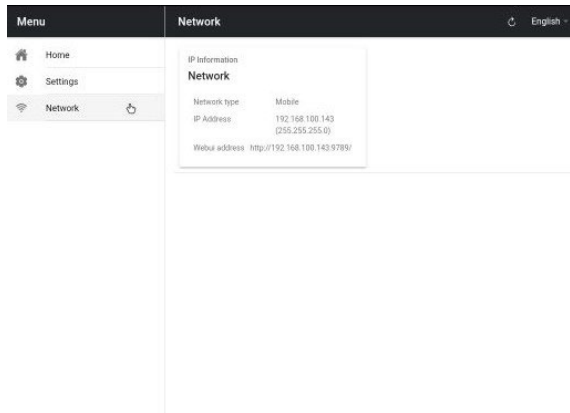 Menu
Network
English
Home
Settings
Network
IP Information
Network
Network type Mobile
IP Address 192.168.100.143
(255.255.255.0)
Webui address http://192.168.100.143:9789/